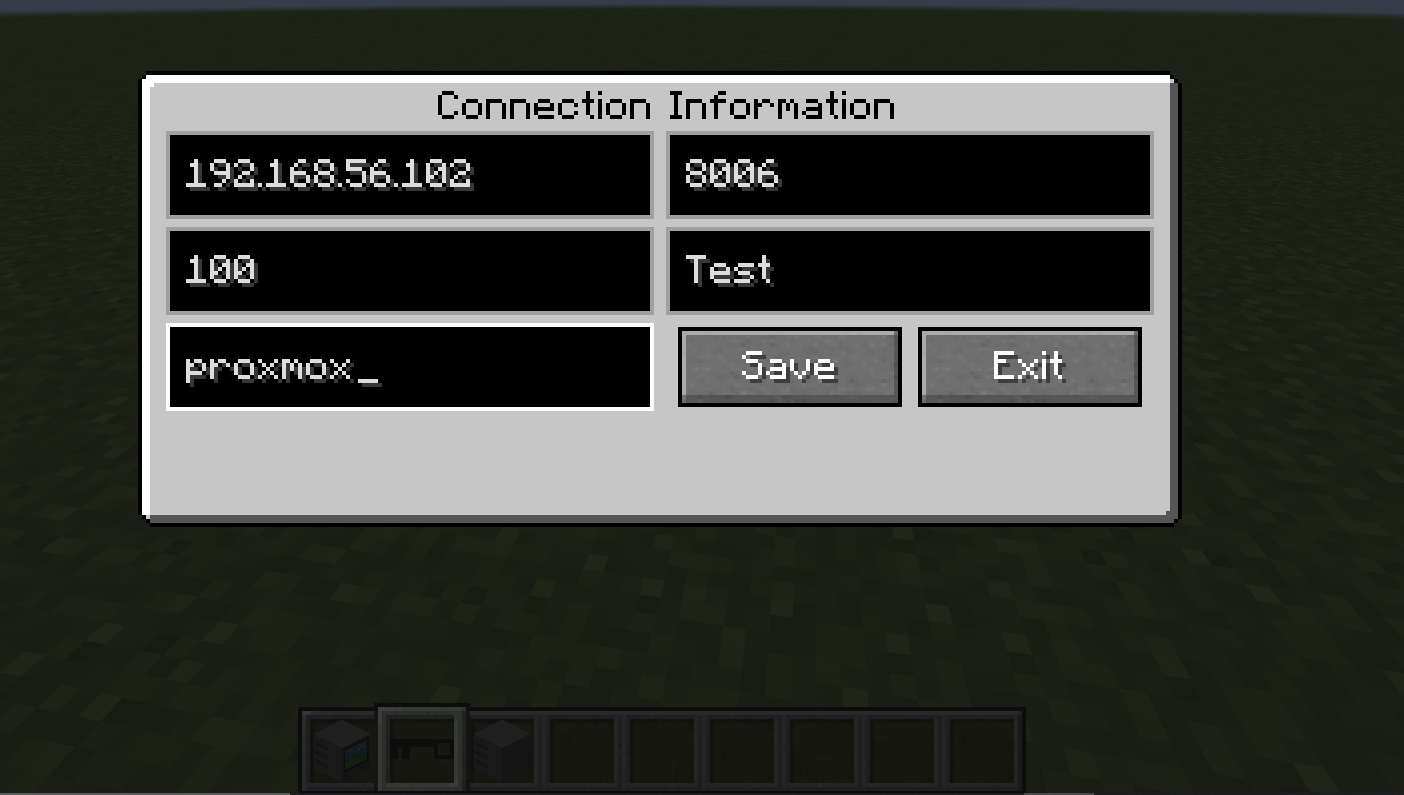 Connection Information
192.168.56.102
8006
100
Test
proxmox_
Save
Exit